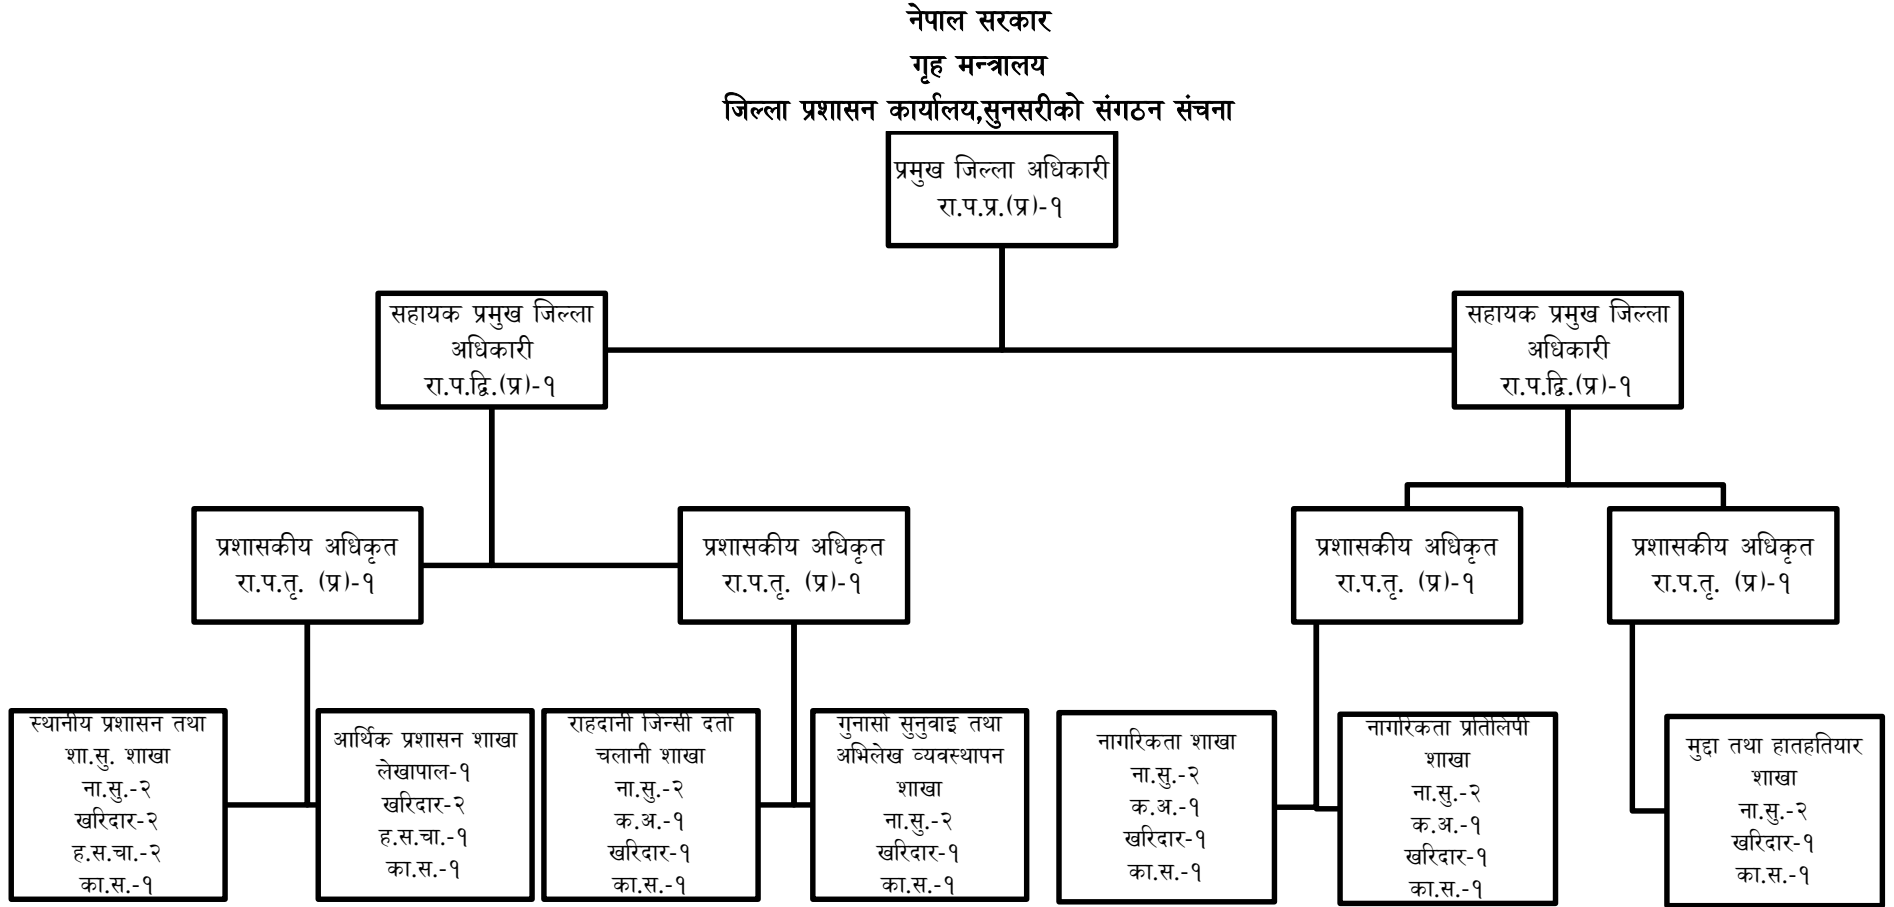 नेपाल सरकार
गृह मन्त्रालय
जिल्ला प्रशासन कार्यालय,सुनसरीको संगठन संचना
प्रमुख जिल्ला अधिकारी
रा.प.प्र.(प्र)-१
सहायक प्रमुख जिल्ला
अधिकारी
रा.प.द्वि.(प्र)-१
सहायक प्रमुख जिल्ला
अधिकारी
रा.प.द्वि.(प्र)-१
प्रशासकीय अधिकृत
रा.प.तृ. (प्र)-१
प्रशासकीय अधिकृत
रा.प.तृ. (प्र)-१
प्रशासकीय अधिकृत
रा.प.तृ. (प्र)-१
प्रशासकीय अधिकृत
रा.प.तृ. (प्र)-१
स्थानीय प्रशासन तथा
शा.सु. शाखा
ना.सु.-२
खरिदार-२
ह.स.चा.-२
का.स.-१
आर्थिक प्रशासन शाखा
लेखापाल-१
खरिदार-२
ह.स.चा.-१
का.स.-१
राहदानी जिन्सी दर्ता
चलानी शाखा
ना.सु.-२
क.अ.-१
खरिदार-१
का.स.-१
गुनासो सुनुवाइ तथा
अभिलेख व्यवस्थापन
शाखा
ना.सु.-२
खरिदार-१
का.स.-१
नागरिकता शाखा
ना.सु.-२
क.अ.-१
खरिदार-१
का.स.-१
नागरिकता प्रतिलिपी
शाखा
ना.सु.-२
क.अ.-१
खरिदार-१
का.स.-१
मुद्दा तथा हातहतियार
शाखा
ना.सु.-२
खरिदार-१
का.स.-१